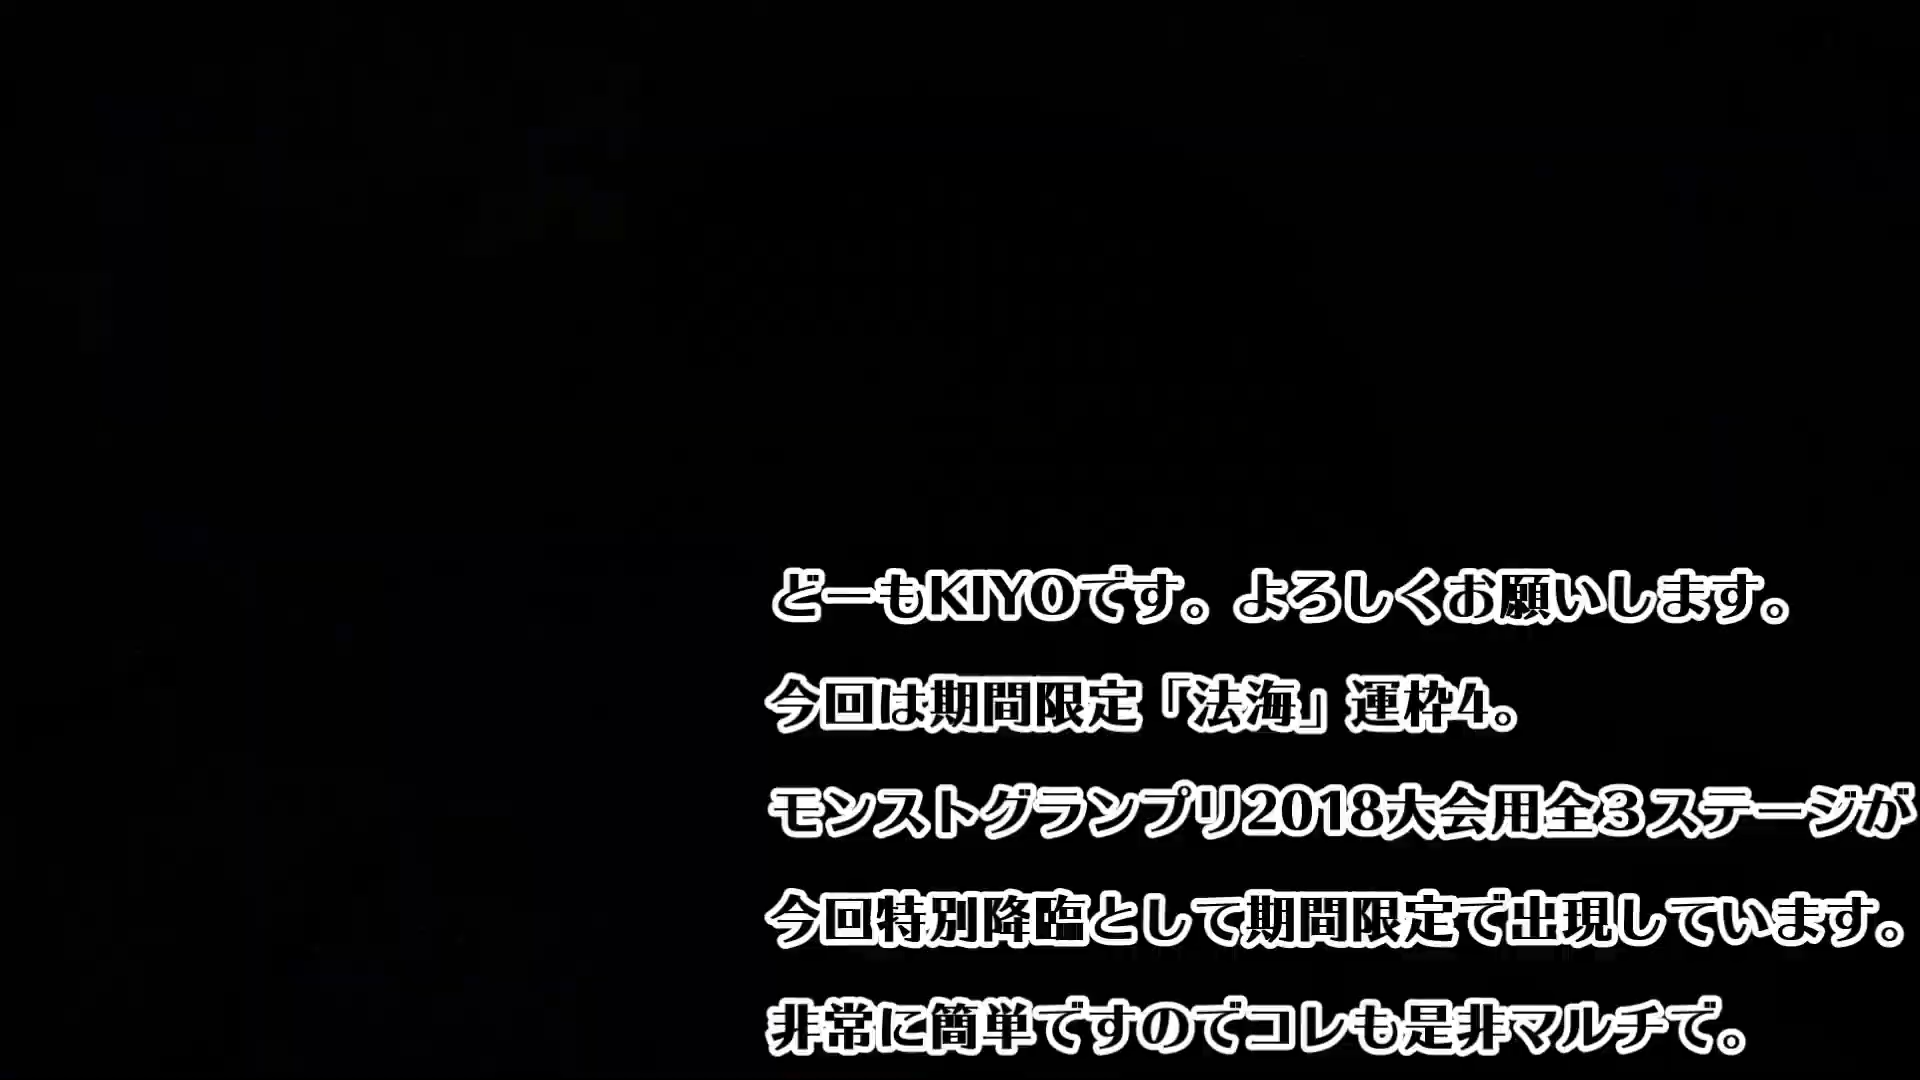 どーもKIYOです。よろしくお願いします。
今回は期間限定「法海」運枠4。
モンストグランプリ2018大会用全３ステージが
今回特別降臨として期間限定で出現しています。
非常に簡単ですのでコレも是非マルチで。